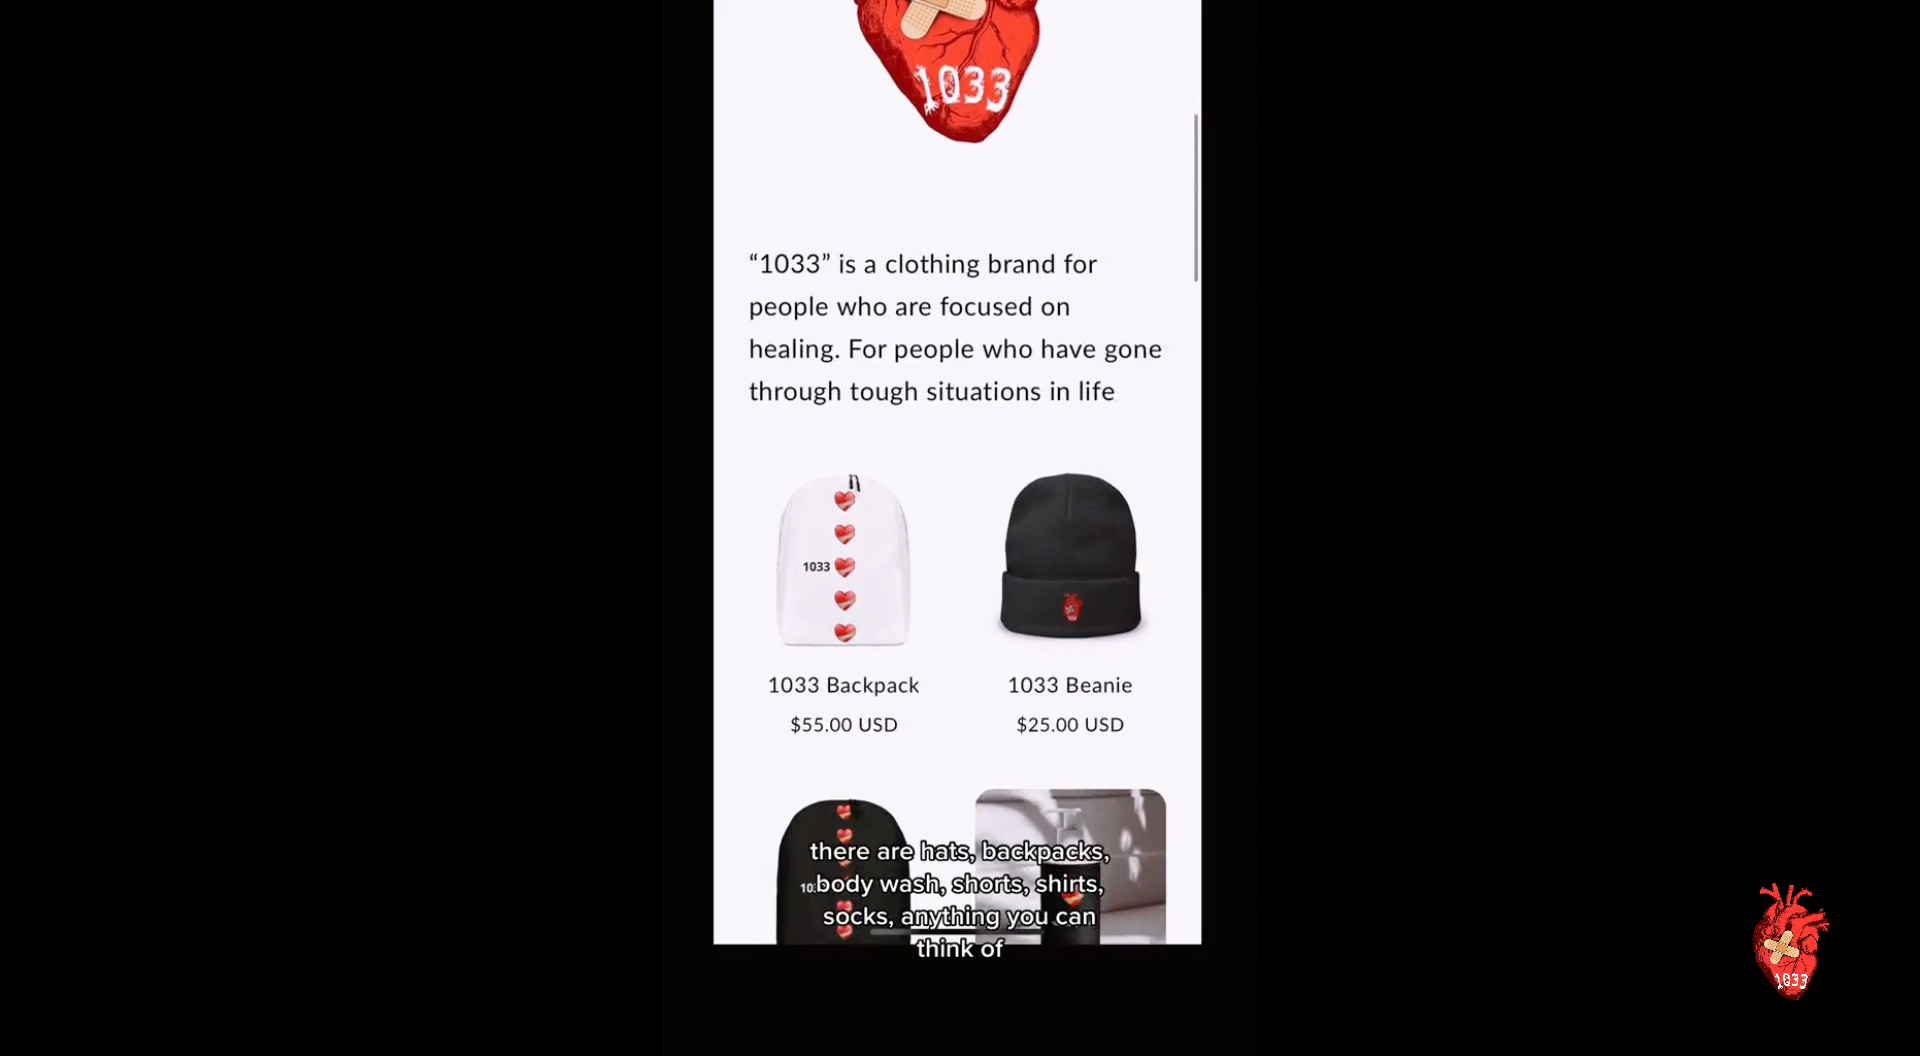 1033
“1033” is a clothing brand for
people who are focused on
healing. For people who have gone
through tough situations in life
1033
1033 Backpack
$55.00 USD
1033 Beanie
$25.00 USD
there are hats, backpacks,
body wash, shorts, shirts,
socks, anything you can
think of
1033